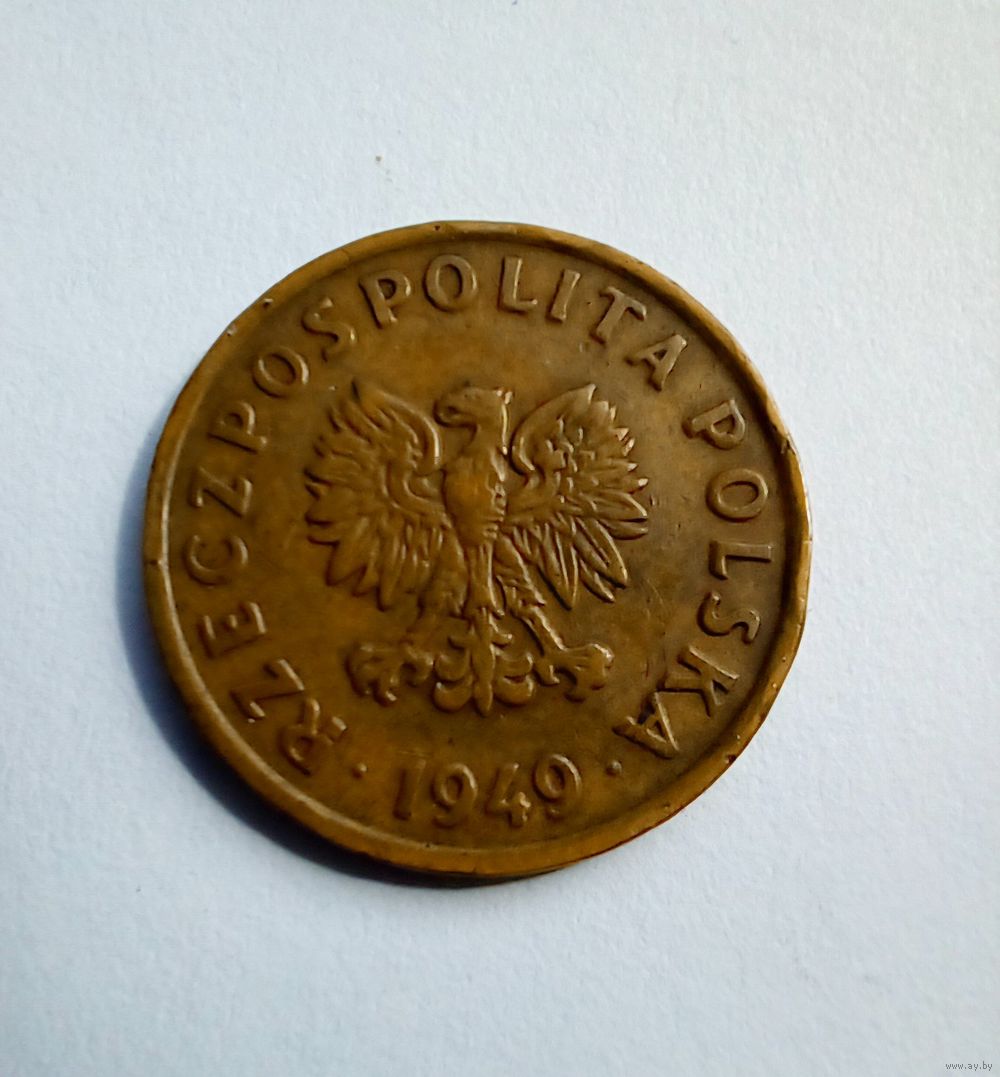 RZECZPOSPOLITA POLSKA
· 1949 ·
www.ay.by